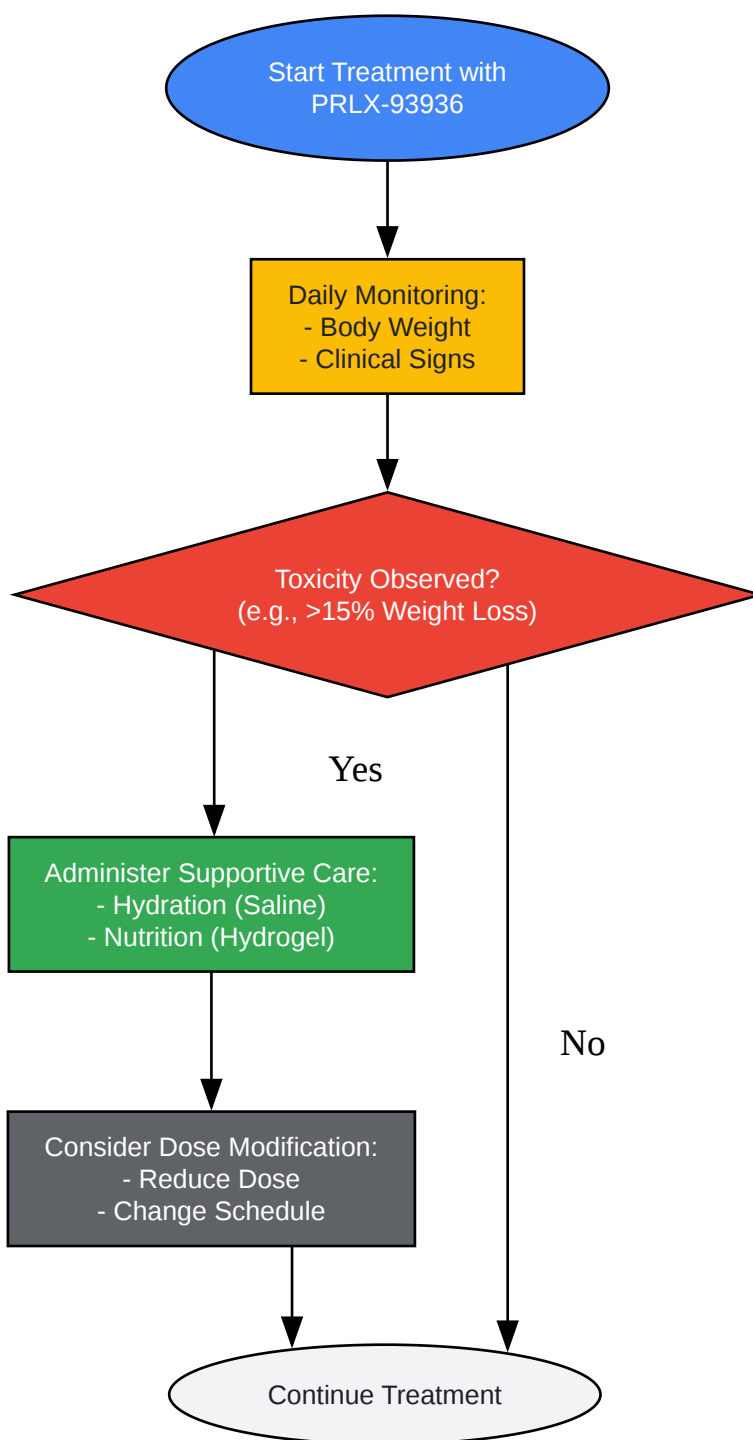 Start Treatment with
PRLX-93936
Daily Monitoring:
- Body Weight
- Clinical Signs
Toxicity Observed?
(e.g., >15% Weight Loss)
Yes
Administer Supportive Care:
- Hydration (Saline)
- Nutrition (Hydrogel)
No
Consider Dose Modification:
- Reduce Dose
- Change Schedule
Continue Treatment